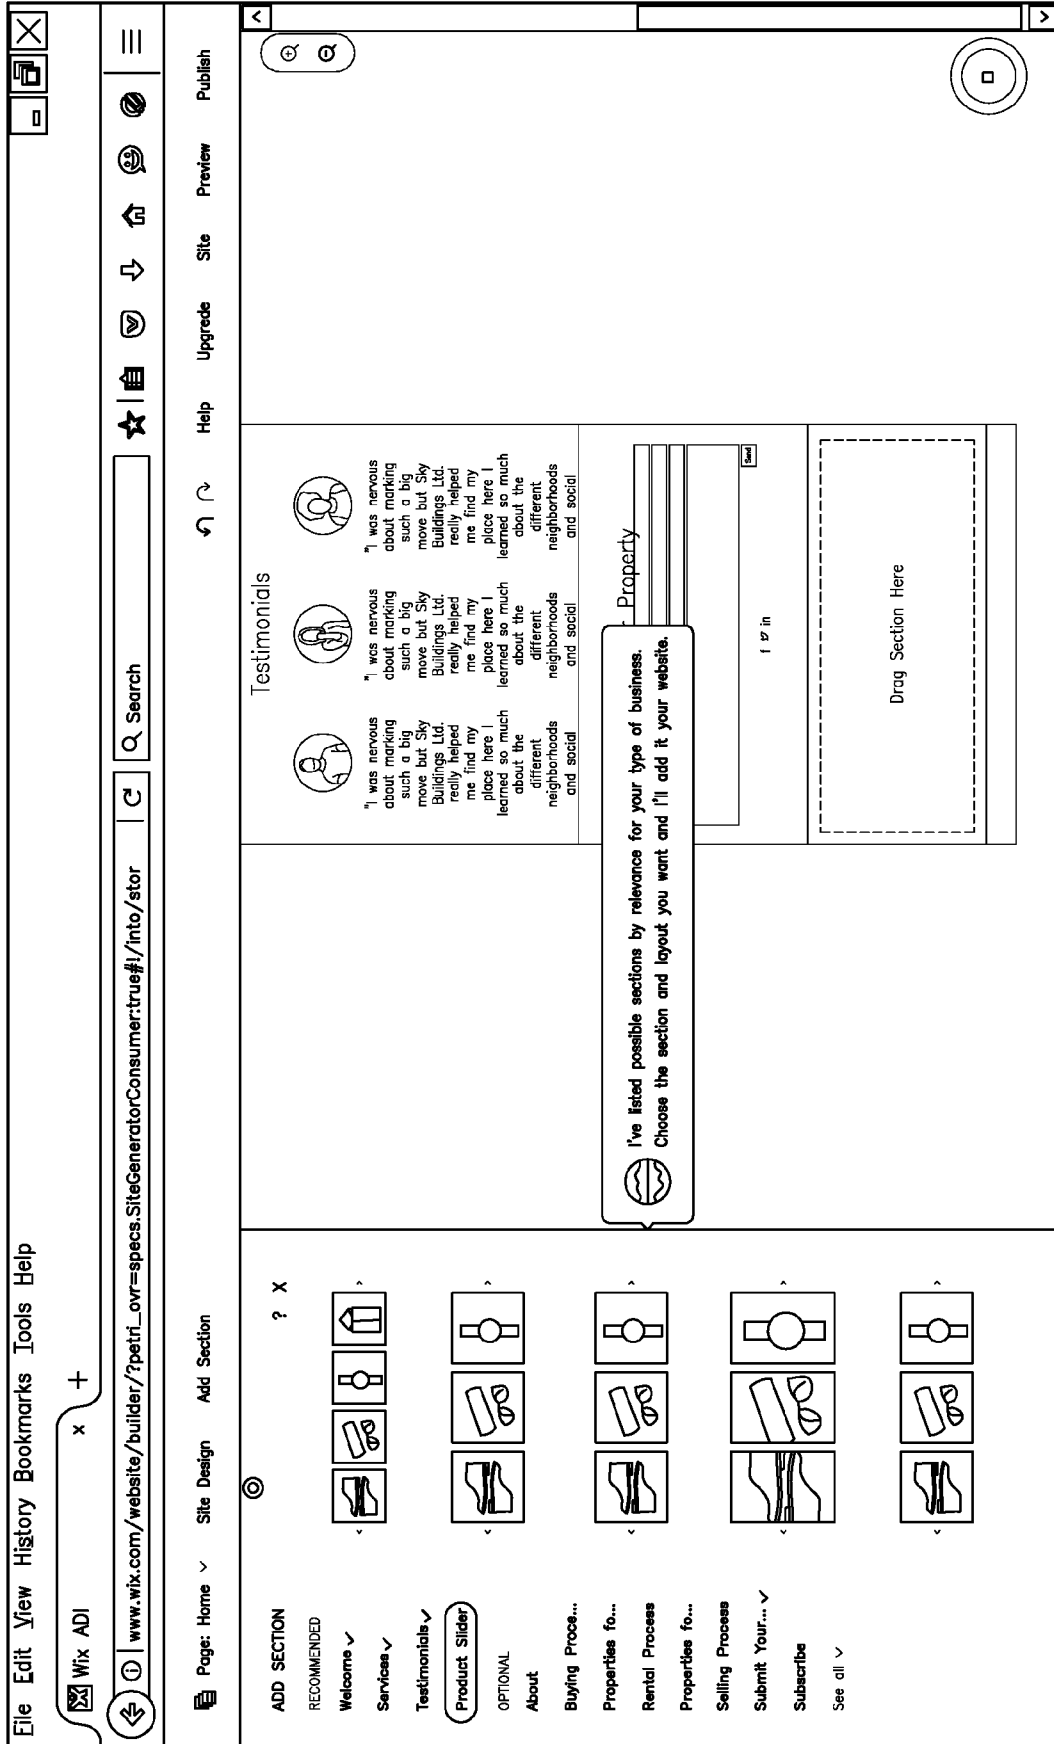 File Edit View History Bookmarks Tools Help
Wix ADI x +
www.wix.com/website/builder/?petri_ovr=specs.SiteGeneratorConsumer:true#!/into/stor
Search
Page: Home Site Design Add Section Help Upgrede Site Preview Publish
ADD SECTION ? X
RECOMMENDED
Welcome
Services
Testimonials
Product Slider
OPTIONAL
About
Buying Proce...
Properties fo...
Rental Process
Properties fo...
Selling Process
Submit Your...
Subscribe
See all
I've listed possible sections by relevance for your type of business.
Choose the section and layout you want and I'll add it your website.
Testimonials
"I was nervous
about marking
such a big
move but Sky
Buildings Ltd.
really helped
me find my
place here I
learned so much
about the
different
neighborhoods
and social
"I was nervous
about marking
such a big
move but Sky
Buildings Ltd.
really helped
me find my
place here I
learned so much
about the
different
neighborhoods
and social
"I was nervous
about marking
such a big
move but Sky
Buildings Ltd.
really helped
me find my
place here I
learned so much
about the
different
neighborhoods
and social
Property
Send
f in
Drag Section Here